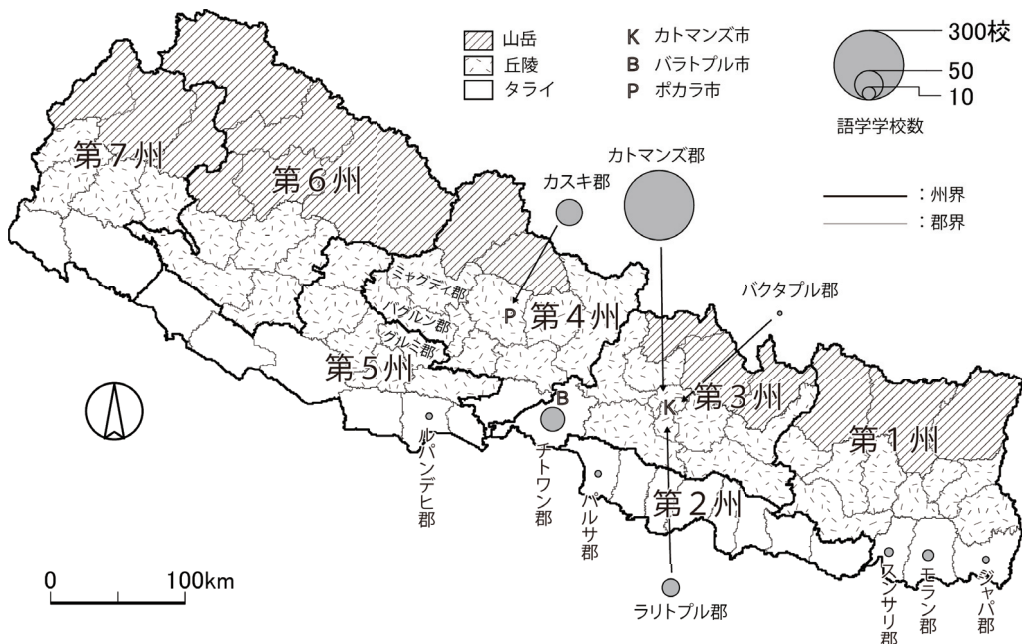 山岳
丘陵
タライ
K カトマンズ市
B バラトプル市
P ポカラ市
300校
50
10
語学学校数
カトマンズ郡
カスキ郡
:州界
:郡界
バクタプル郡
第7州
第6州
ミャグディ郡
バグルン郡
グルミ郡
P
第4州
第5州
B
K
第3州
第1州
第2州
ルパンデヒ郡
チトワン郡
パルサ郡
ラリトプル郡
スンサリ郡
モラン郡
ジャパ郡
0 100km